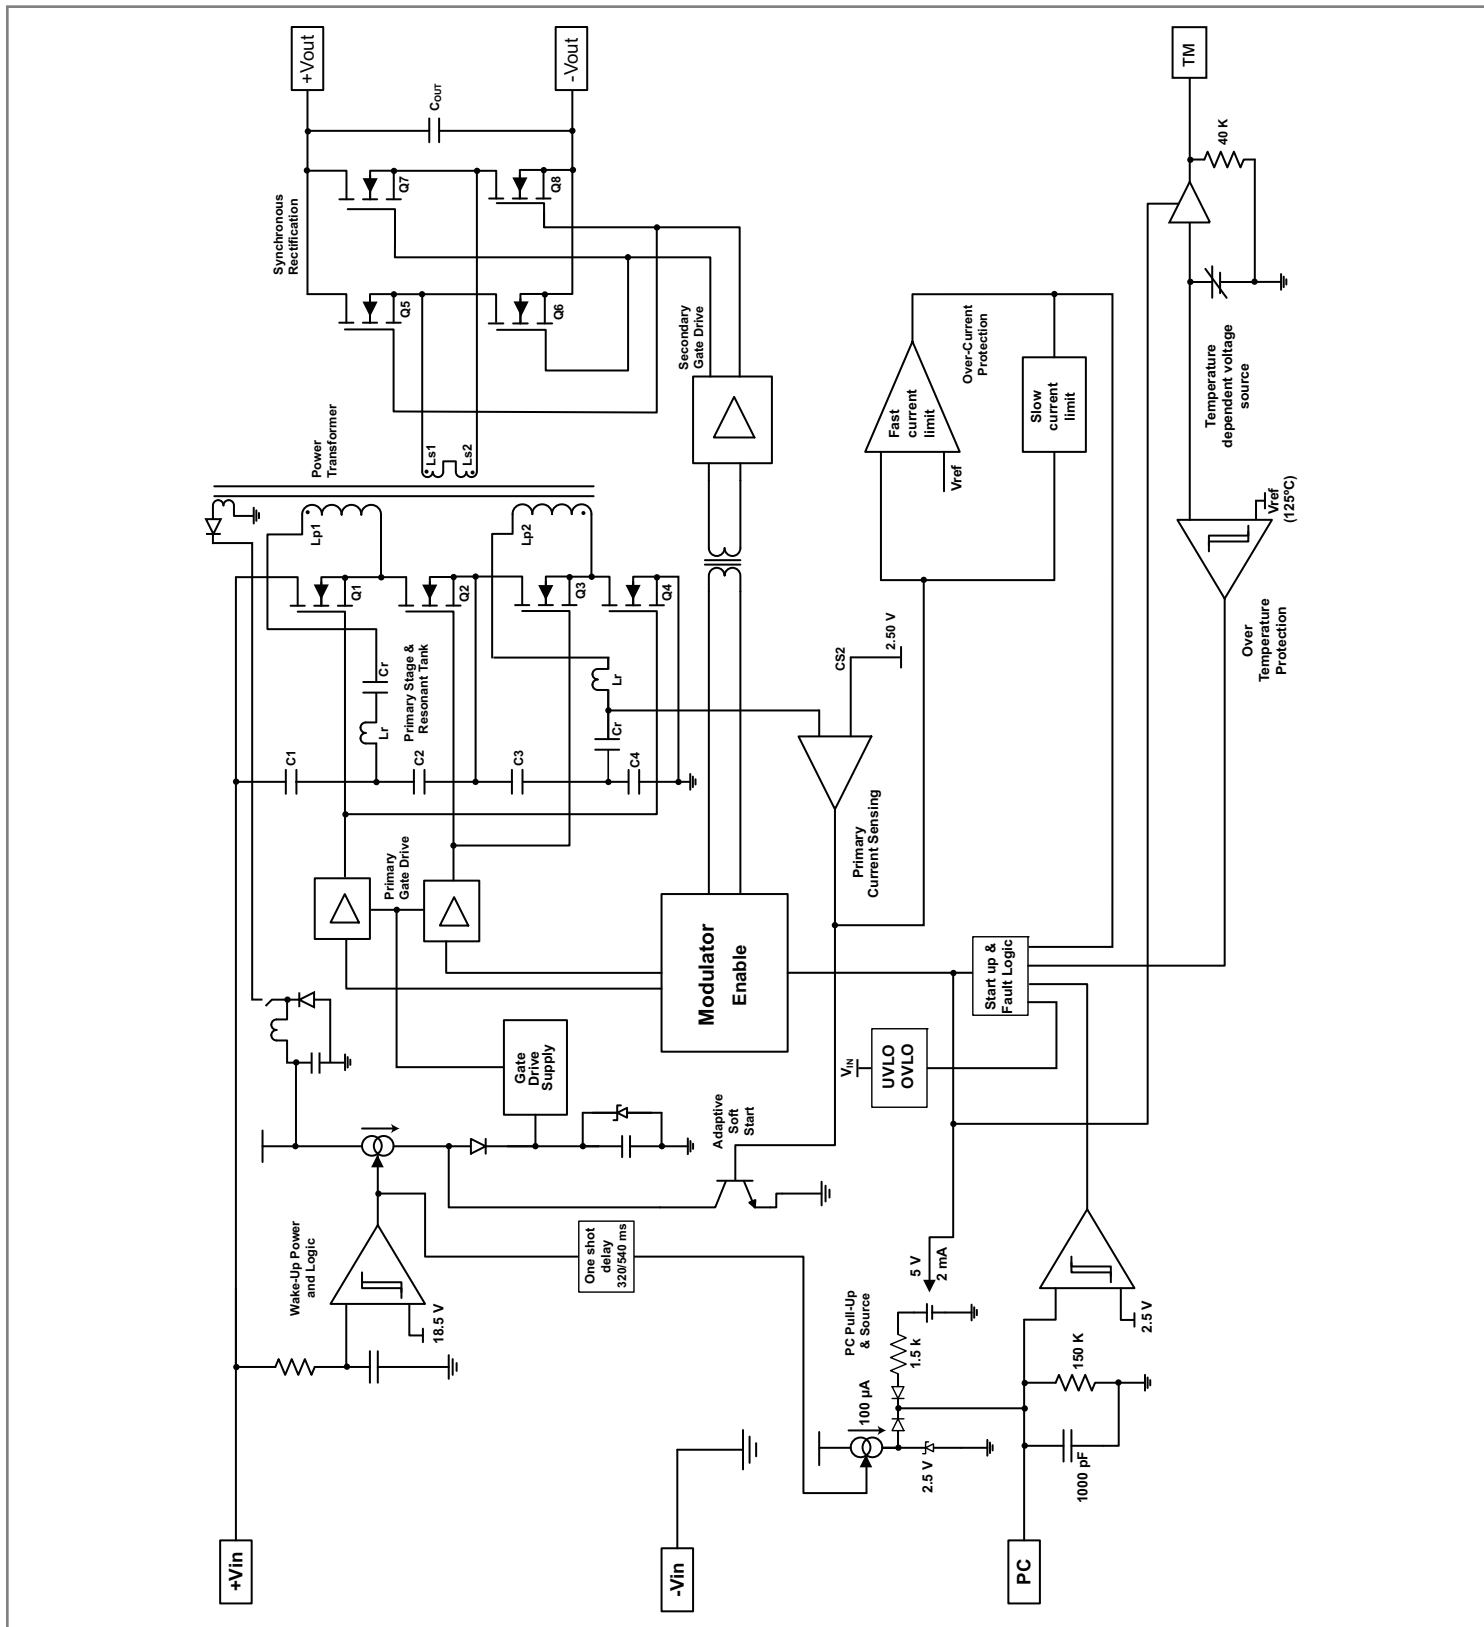 +Vout
-Vout
TM
C_OUT
40 K
Q7
Q8
Synchronous
Rectification
Q5
Q6
Secondary
Gate Drive
Over-Current
Protection
Fast
current
limit
Vref
Slow
current
limit
Temperature
dependent voltage
source
Power
Transformer
Ls1
Ls2
Lp1
Lp2
Vref
(125°C)
Q1
Q2
Q3
Q4
Over
Temperature
Protection
Cr
Lr
Primary Stage &
Resonant Tank
Lr
Cr
CS2
2.50 V
C1
C2
C3
C4
Primary
Current Sensing
Primary
Gate Drive
Modulator
Enable
Start up &
Fault Logic
Gate
Drive
Supply
V_IN
UVLO
OVLO
Adaptive
Soft
Start
Wake-Up Power
and Logic
18.5 V
One shot
delay
320/540 ms
5 V
2 mA
PC Pull-Up
& Source
1.5 k
100 µA
2.5 V
2.5 V
150 K
1000 pF
+Vin
-Vin
PC